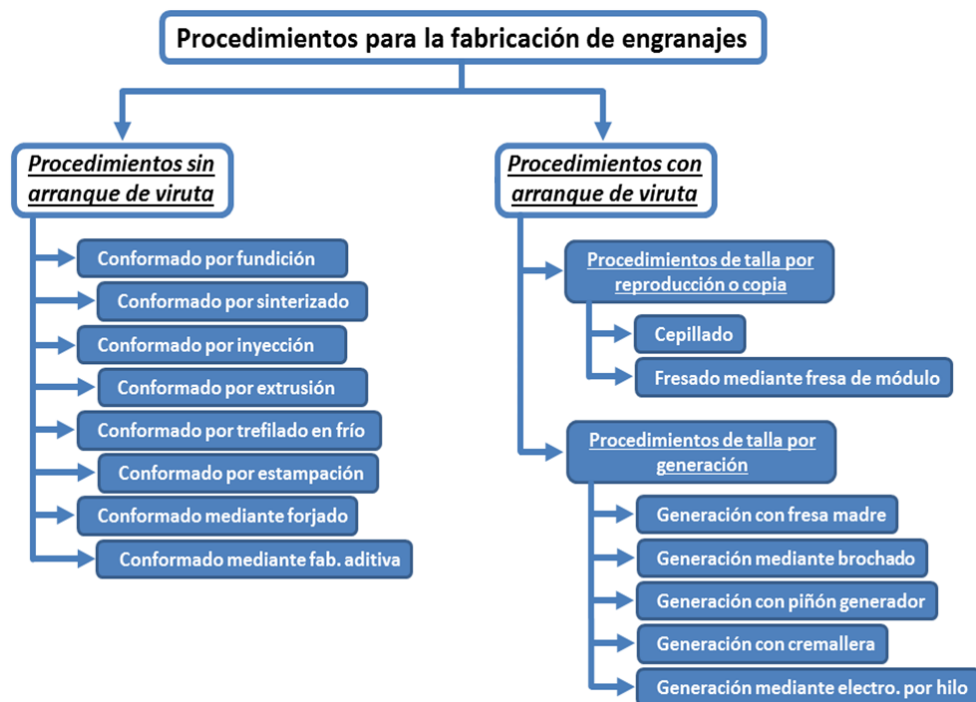 Procedimientos para la fabricación de engranajes
Procedimientos sin
arranque de viruta
Conformado por fundición
Conformado por sinterizado
Conformado por inyección
Conformado por extrusión
Conformado por trefilado en frío
Conformado por estampación
Conformado mediante forjado
Conformado mediante fab. aditiva
Procedimientos con
arranque de viruta
Procedimientos de talla por
reproducción o copia
Cepillado
Fresado mediante fresa de módulo
Procedimientos de talla por
generación
Generación con fresa madre
Generación mediante brochado
Generación con piñón generador
Generación con cremallera
Generación mediante electro. por hilo